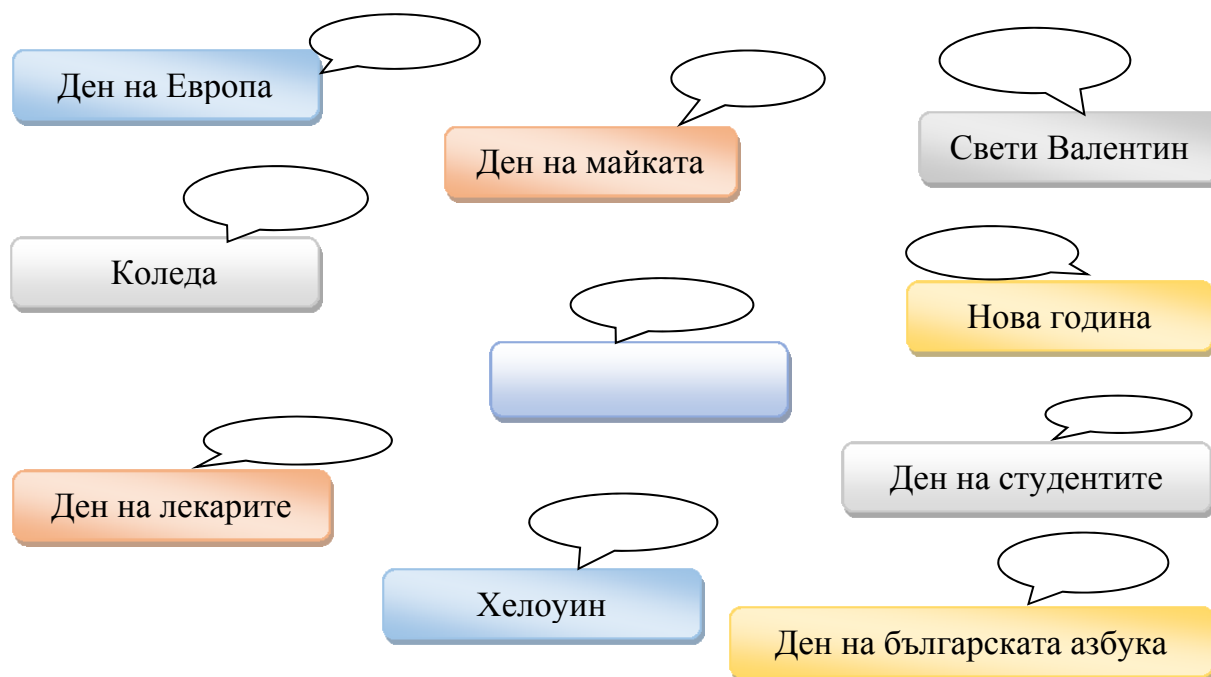 Ден на Европа
Ден на майката
Свети Валентин
Коледа
Нова година
Ден на студентите
Ден на лекарите
Хелоуин
Ден на българската азбука